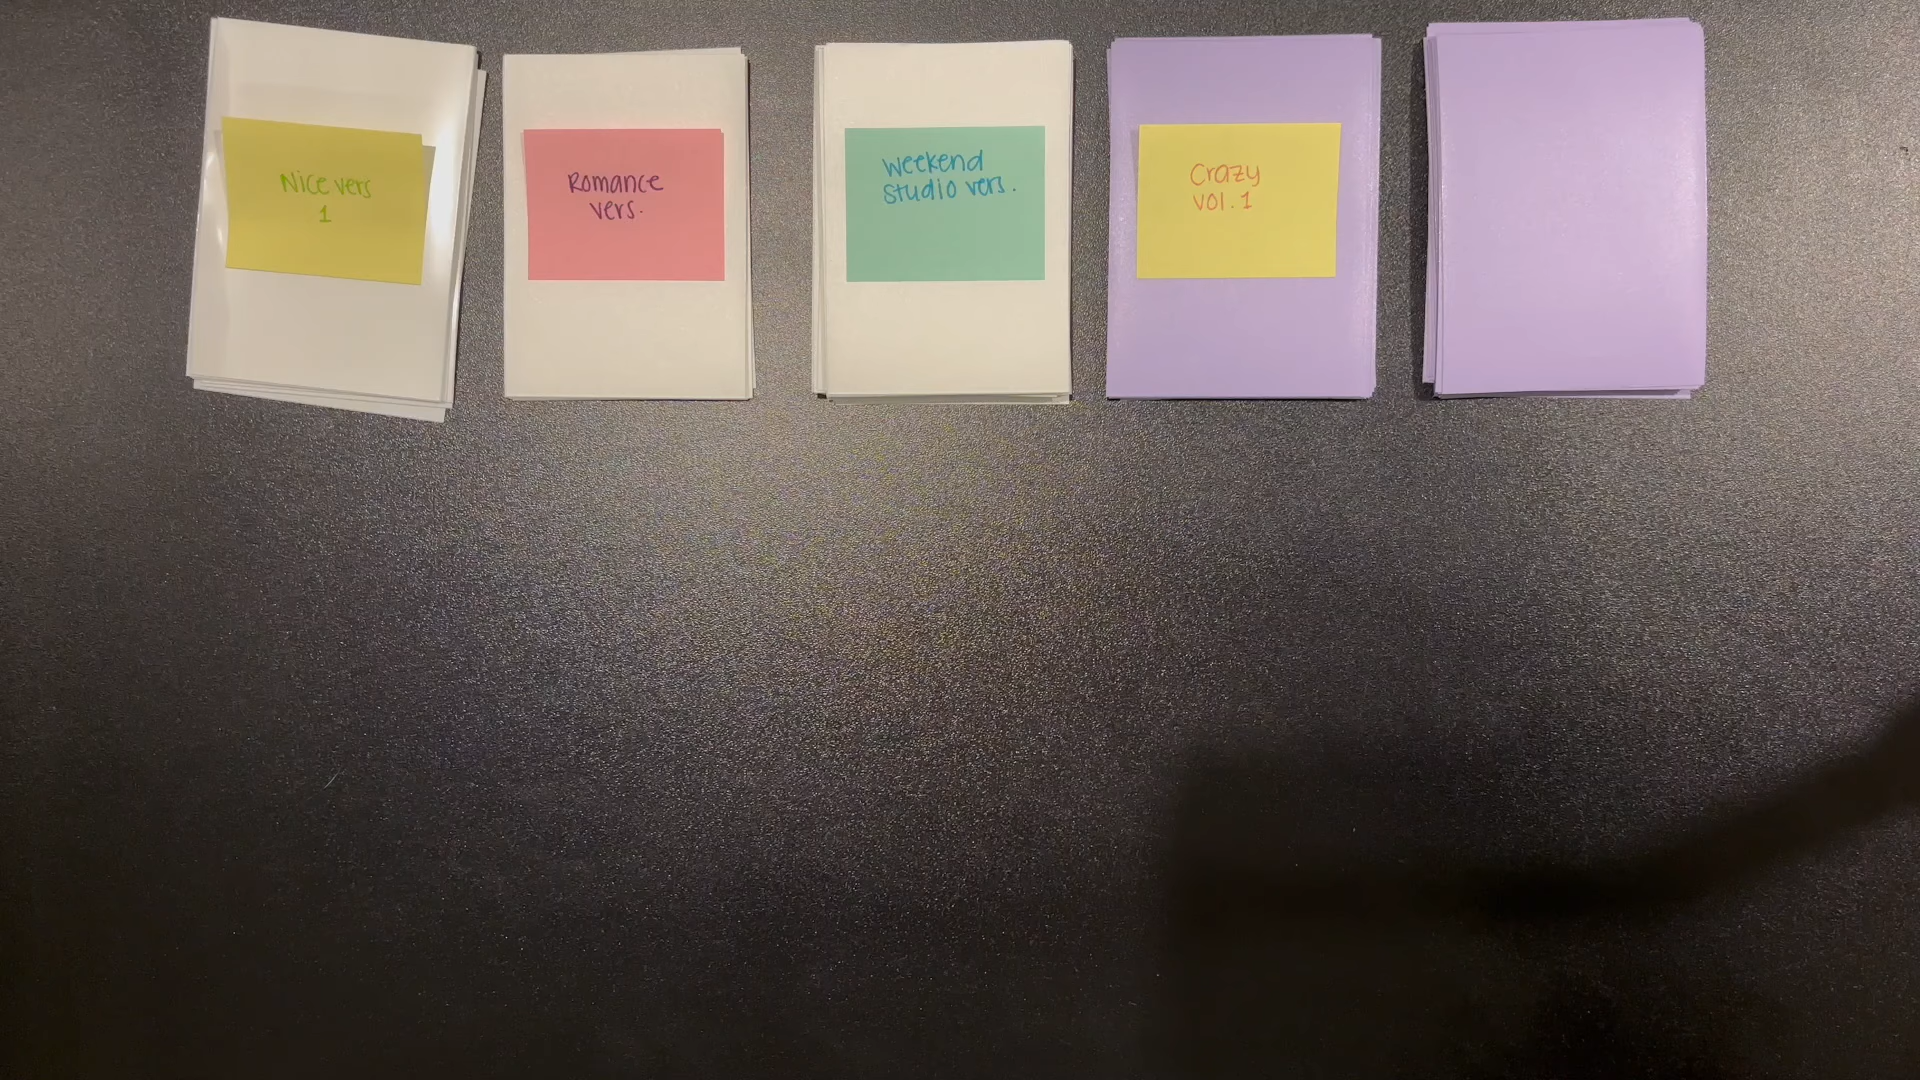 Nice vers
1
Romance
vers.
Weekend
studio vers.
Crazy
vol.1